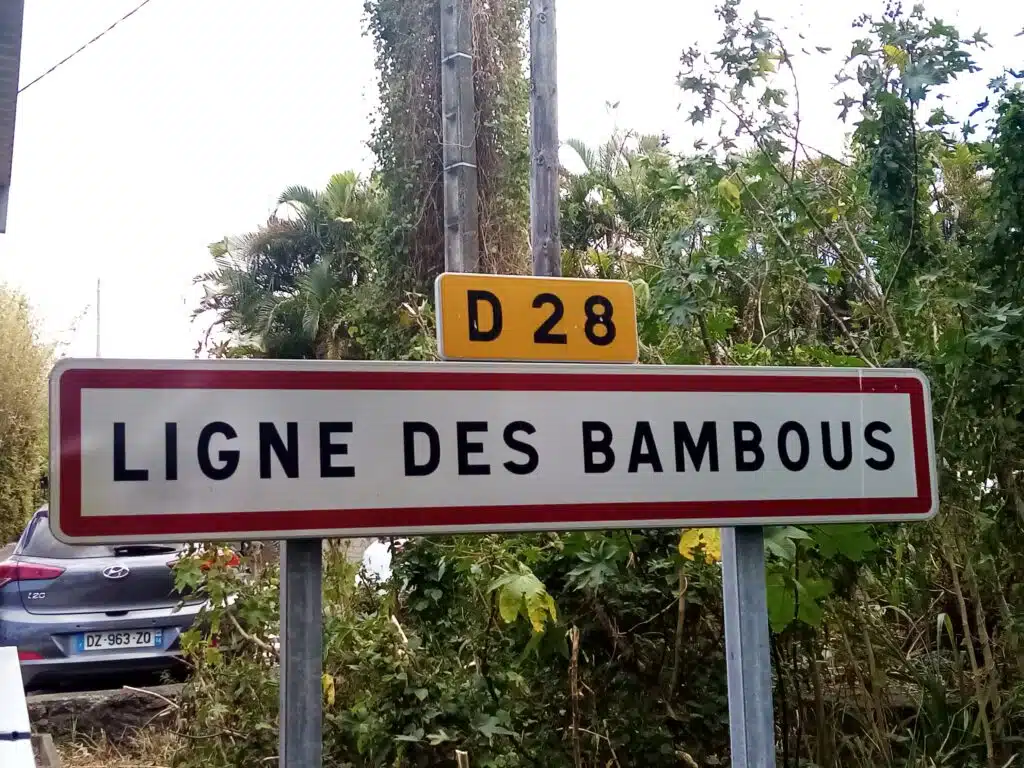 D 28
LIGNE DES BAMBOUS
i20
DZ-963-ZO